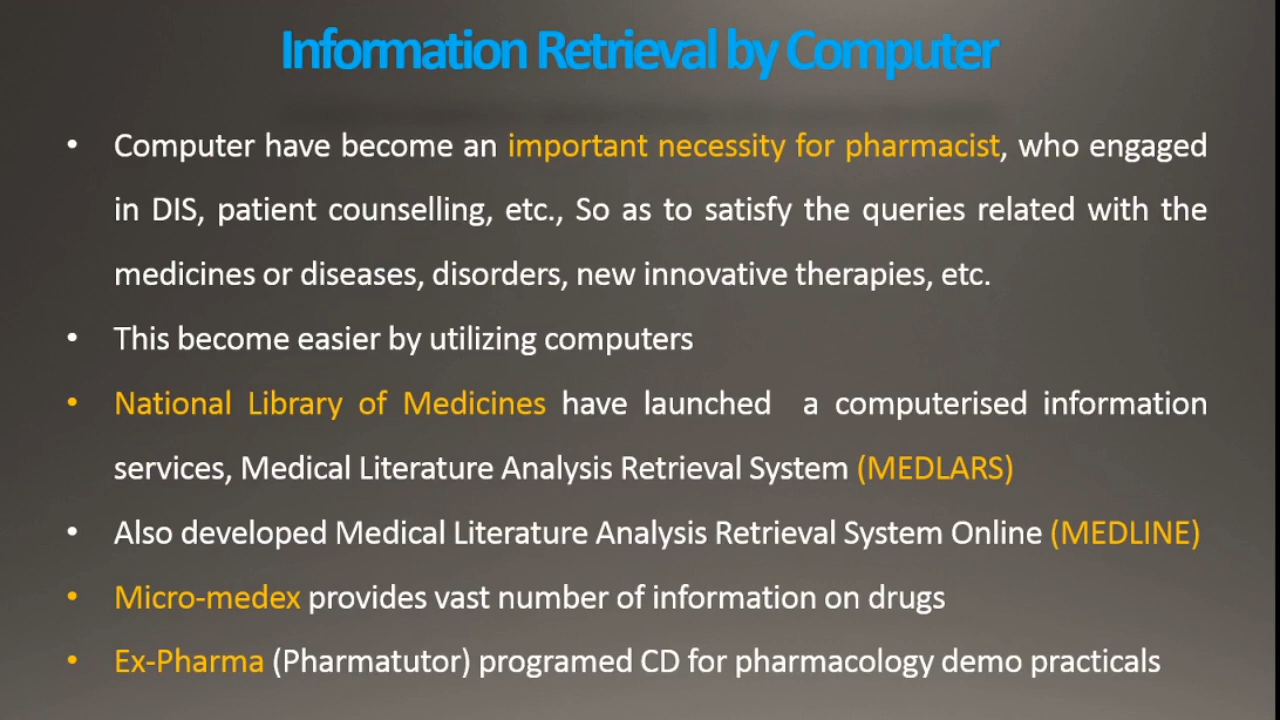 Information Retrieval by Computer
• Computer have become an important necessity for pharmacist, who engaged
in DIS, patient counselling, etc., So as to satisfy the queries related with the
medicines or diseases, disorders, new innovative therapies, etc.
• This become easier by utilizing computers
• National Library of Medicines have launched a computerised information
services, Medical Literature Analysis Retrieval System (MEDLARS)
• Also developed Medical Literature Analysis Retrieval System Online (MEDLINE)
• Micro-medex provides vast number of information on drugs
• Ex-Pharma (Pharmatutor) programed CD for pharmacology demo practicals